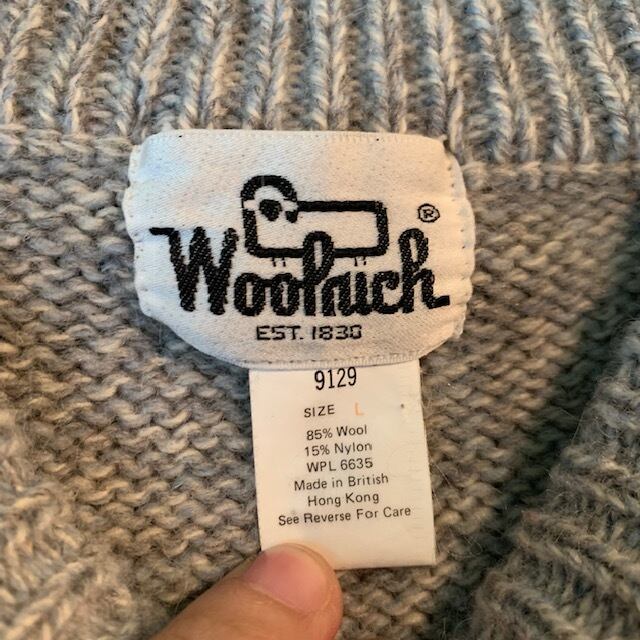 Woolrich ®
EST. 1830
9129
SIZE L
85% Wool
15% Nylon
WPL 6635
Made in British
Hong Kong
See Reverse For Care